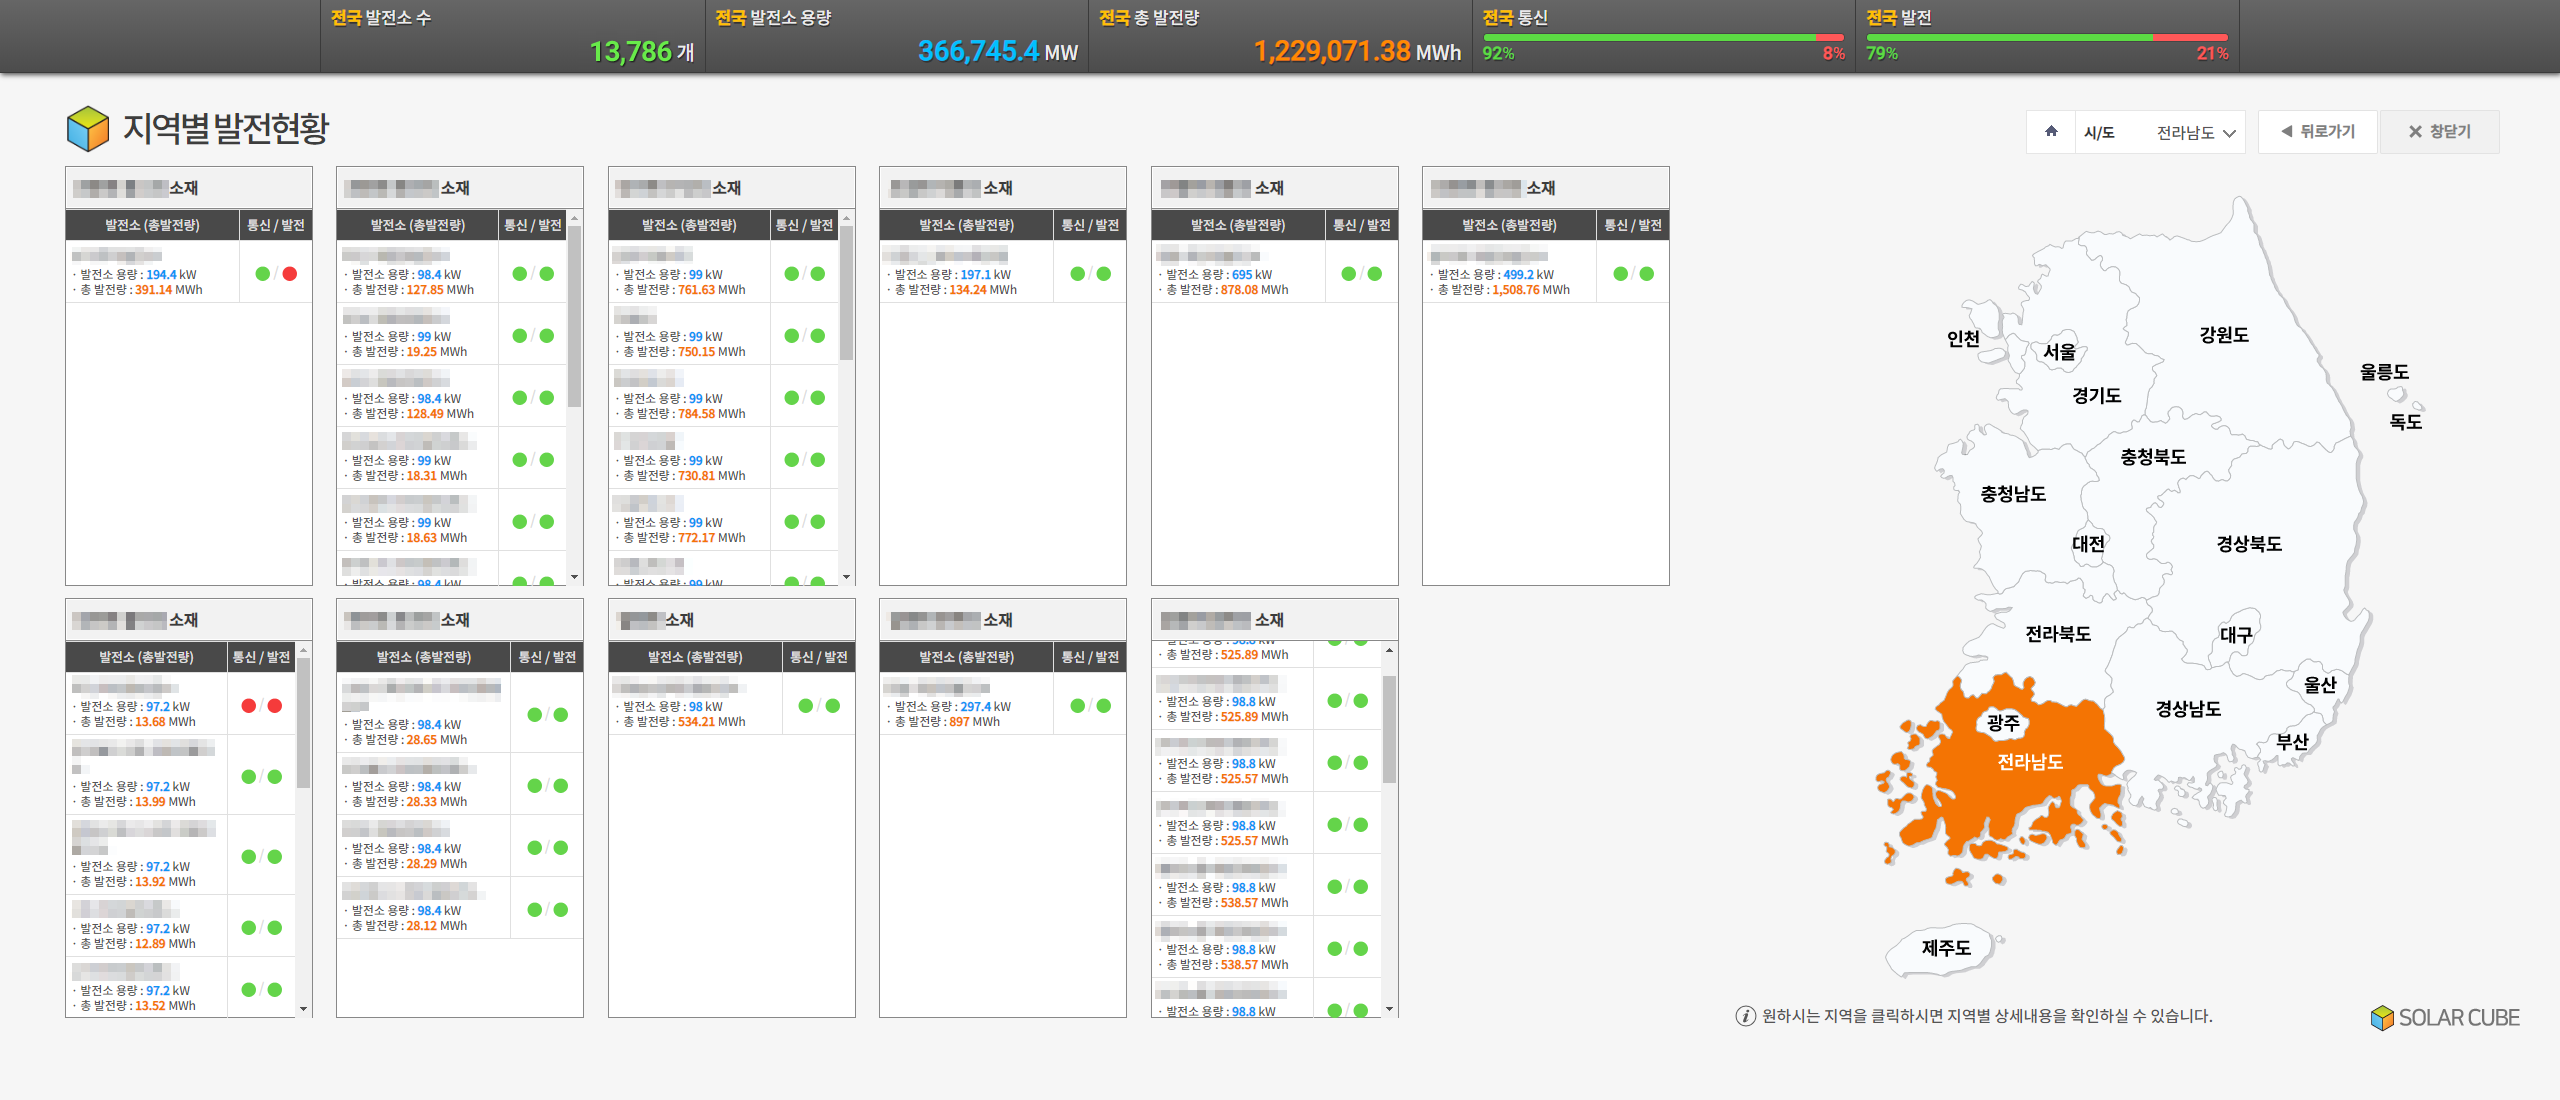 전국 발전소 수
13,786 개
전국 발전소 용량
366,745.4 MW
전국 총 발전량
1,229,071.38 MWh
전국 통신
92% 8%
전국 발전
79% 21%
지역별 발전현황
시/도 전라남도
뒤로가기
창닫기
소재
발전소 (총발전량) 통신 / 발전
· 발전소 용량 : 194.4 kW
· 총 발전량 : 391.14 MWh
소재
발전소 (총발전량) 통신 / 발전
· 발전소 용량 : 98.4 kW
· 총 발전량 : 127.85 MWh
· 발전소 용량 : 99 kW
· 총 발전량 : 19.25 MWh
· 발전소 용량 : 98.4 kW
· 총 발전량 : 128.49 MWh
· 발전소 용량 : 99 kW
· 총 발전량 : 18.31 MWh
· 발전소 용량 : 99 kW
· 총 발전량 : 18.63 MWh
· 발전소 용량 : 98.4 kW
소재
발전소 (총발전량) 통신 / 발전
· 발전소 용량 : 99 kW
· 총 발전량 : 761.63 MWh
· 발전소 용량 : 99 kW
· 총 발전량 : 750.15 MWh
· 발전소 용량 : 99 kW
· 총 발전량 : 784.58 MWh
· 발전소 용량 : 99 kW
· 총 발전량 : 730.81 MWh
· 발전소 용량 : 99 kW
· 총 발전량 : 772.17 MWh
· 발전소 용량 : 99 kW
소재
발전소 (총발전량) 통신 / 발전
· 발전소 용량 : 197.1 kW
· 총 발전량 : 134.24 MWh
소재
발전소 (총발전량) 통신 / 발전
· 발전소 용량 : 695 kW
· 총 발전량 : 878.08 MWh
소재
발전소 (총발전량) 통신 / 발전
· 발전소 용량 : 499.2 kW
· 총 발전량 : 1,508.76 MWh
소재
발전소 (총발전량) 통신 / 발전
· 발전소 용량 : 97.2 kW
· 총 발전량 : 13.68 MWh
· 발전소 용량 : 97.2 kW
· 총 발전량 : 13.99 MWh
· 발전소 용량 : 97.2 kW
· 총 발전량 : 13.92 MWh
· 발전소 용량 : 97.2 kW
· 총 발전량 : 12.89 MWh
· 발전소 용량 : 97.2 kW
· 총 발전량 : 13.52 MWh
소재
발전소 (총발전량) 통신 / 발전
· 발전소 용량 : 98.4 kW
· 총 발전량 : 28.65 MWh
· 발전소 용량 : 98.4 kW
· 총 발전량 : 28.33 MWh
· 발전소 용량 : 98.4 kW
· 총 발전량 : 28.29 MWh
· 발전소 용량 : 98.4 kW
· 총 발전량 : 28.12 MWh
소재
발전소 (총발전량) 통신 / 발전
· 발전소 용량 : 98 kW
· 총 발전량 : 534.21 MWh
소재
발전소 (총발전량) 통신 / 발전
· 발전소 용량 : 297.4 kW
· 총 발전량 : 897 MWh
소재
· 발전소 용량 : 98.8 kW
· 총 발전량 : 525.89 MWh
· 발전소 용량 : 98.8 kW
· 총 발전량 : 525.89 MWh
· 발전소 용량 : 98.8 kW
· 총 발전량 : 525.57 MWh
· 발전소 용량 : 98.8 kW
· 총 발전량 : 525.57 MWh
· 발전소 용량 : 98.8 kW
· 총 발전량 : 538.57 MWh
· 발전소 용량 : 98.8 kW
· 총 발전량 : 538.57 MWh
· 발전소 용량 : 98.8 kW
인천
서울
강원도
경기도
울릉도
독도
충청북도
충청남도
대전
경상북도
전라북도
대구
울산
경상남도
광주
부산
전라남도
제주도
원하시는 지역을 클릭하시면 지역별 상세내용을 확인하실 수 있습니다.
SOLAR CUBE